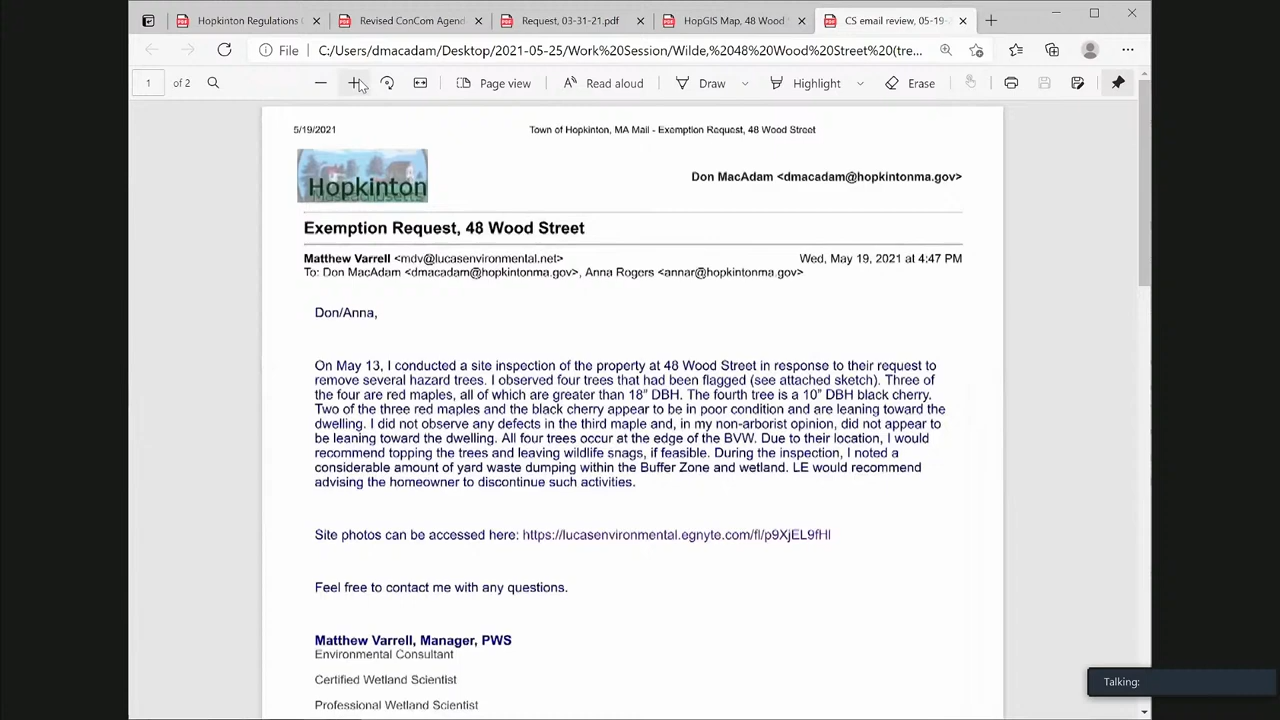 Hopkinton Regulations
Revised ConCom Agend
Request, 03-31-21.pdf
HopGIS Map, 48 Wood
CS email review, 05-19-
File
C:/Users/dmacadam/Desktop/2021-05-25/Work%20Session/Wilde,%2048%20Wood%20Street%20(tre...
1 of 2
Page view
Read aloud
Draw
Highlight
Erase
5/19/2021
Town of Hopkinton, MA Mail - Exemption Request, 48 Wood Street
Hopkinton
Massachusetts
Don MacAdam <dmacadam@hopkintonma.gov>
Exemption Request, 48 Wood Street
Matthew Varrell <mdv@lucasenvironmental.net>
Wed, May 19, 2021 at 4:47 PM
To: Don MacAdam <dmacadam@hopkintonma.gov>, Anna Rogers <annar@hopkintonma.gov>
Don/Anna,
On May 13, I conducted a site inspection of the property at 48 Wood Street in response to their request to
remove several hazard trees. I observed four trees that had been flagged (see attached sketch). Three of
the four are red maples, all of which are greater than 18” DBH. The fourth tree is a 10” DBH black cherry.
Two of the three red maples and the black cherry appear to be in poor condition and are leaning toward the
dwelling. I did not observe any defects in the third maple and, in my non-arborist opinion, did not appear to
be leaning toward the dwelling. All four trees occur at the edge of the BVW. Due to their location, I would
recommend topping the trees and leaving wildlife snags, if feasible. During the inspection, I noted a
considerable amount of yard waste dumping within the Buffer Zone and wetland. LE would recommend
advising the homeowner to discontinue such activities.
Site photos can be accessed here: https://lucasenvironmental.egnyte.com/fl/p9XjEL9fHl
Feel free to contact me with any questions.
Matthew Varrell, Manager, PWS
Environmental Consultant
Certified Wetland Scientist
Professional Wetland Scientist
Talking: